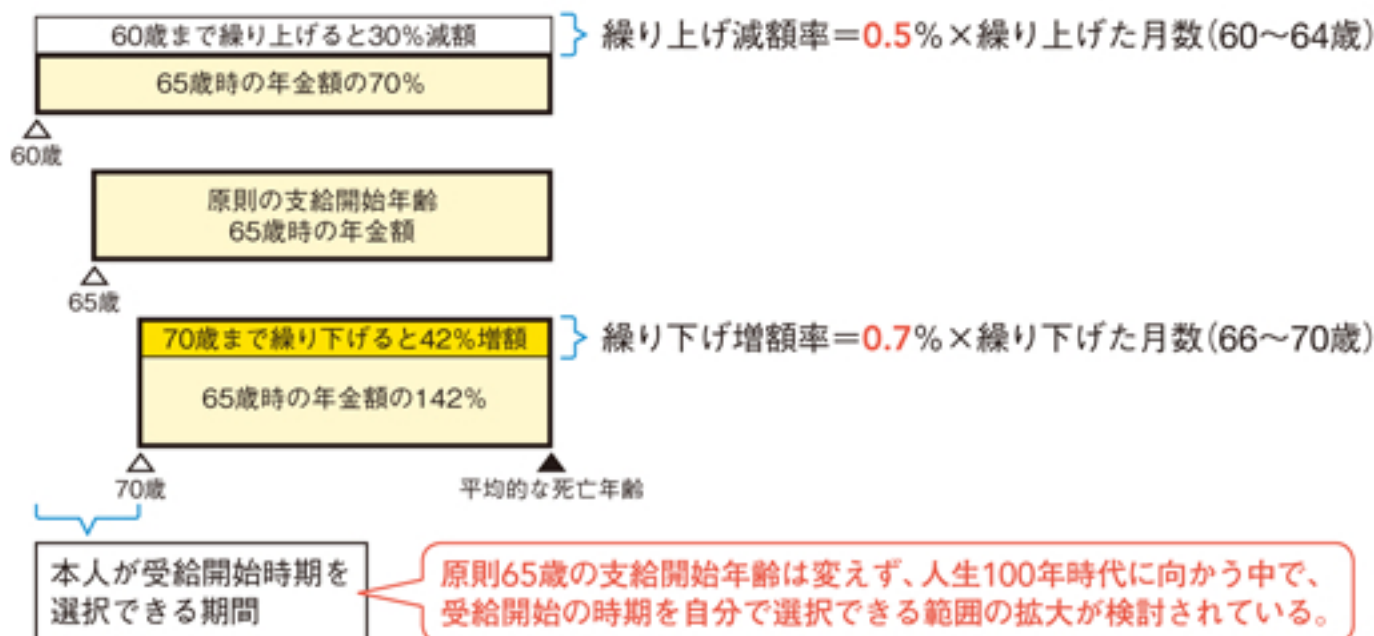 60歳まで繰り上げると30%減額
繰り上げ減額率=0.5%×繰り上げた月数(60〜64歳)
65歳時の年金額の70%
60歳
原則の支給開始年齢
65歳時の年金額
65歳
70歳まで繰り下げると42%増額
繰り下げ増額率=0.7%×繰り下げた月数(66〜70歳)
65歳時の年金額の142%
70歳
平均的な死亡年齢
本人が受給開始時期を
選択できる期間
原則65歳の支給開始年齢は変えず、人生100年時代に向かう中で、
受給開始の時期を自分で選択できる範囲の拡大が検討されている。